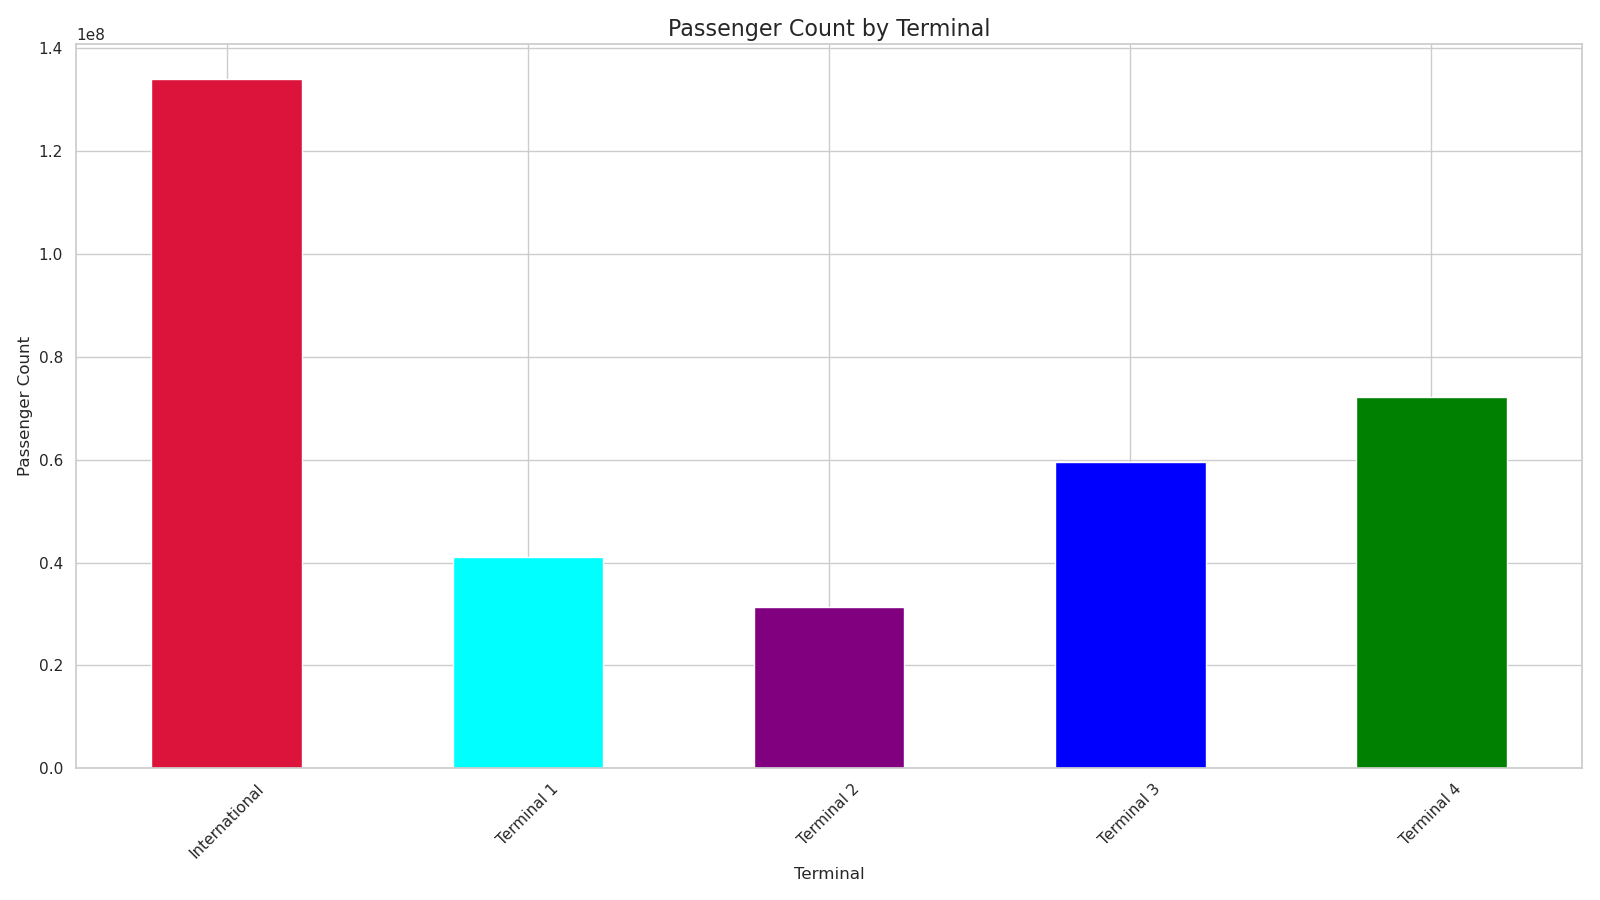 Passenger Count by Terminal
1e8
1.4
1.2
1.0
0.8
0.6
0.4
0.2
0.0
Passenger Count
International
Terminal 1
Terminal 2
Terminal 3
Terminal 4
Terminal